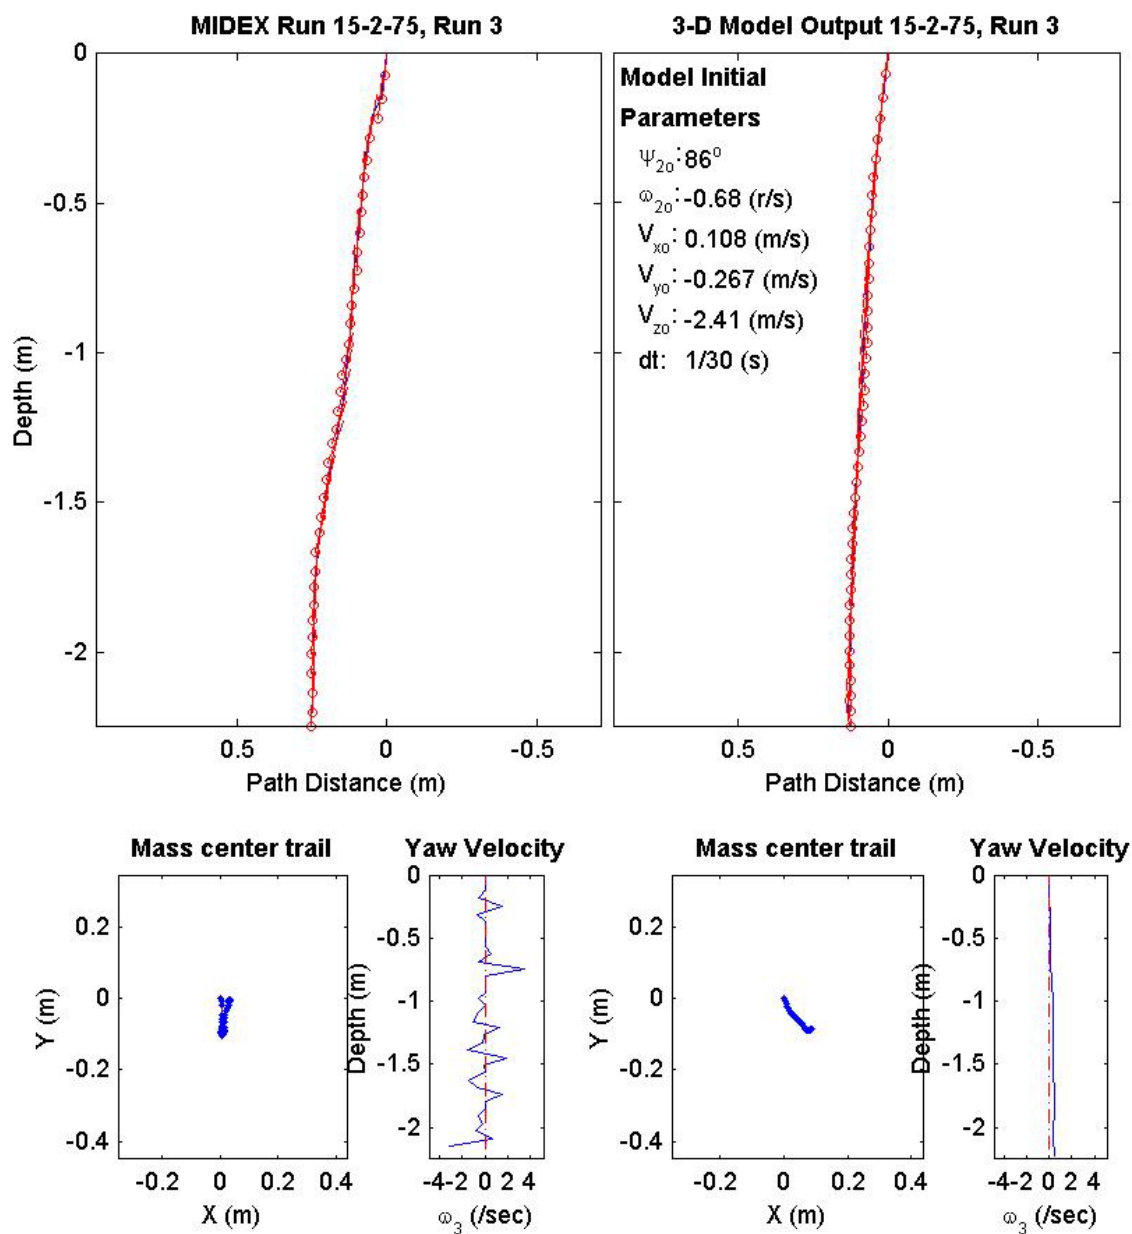 MIDEX Run 15-2-75, Run 3
3-D Model Output 15-2-75, Run 3
0
-0.5
-1
-1.5
-2
Depth (m)
0.5 0 -0.5
Path Distance (m)
Model Initial
Parameters
Ψ2o: 86°
ω2o: -0.68 (r/s)
Vxo: 0.108 (m/s)
Vyo: -0.267 (m/s)
Vzo: -2.41 (m/s)
dt: 1/30 (s)
0.5 0 -0.5
Path Distance (m)
Mass center trail
0.2
0
-0.2
-0.4
Y (m)
-0.2 0 0.2 0.4
X (m)
Yaw Velocity
0
-0.5
-1
-1.5
-2
Depth (m)
-4 -2 0 2 4
ω3 (/sec)
Mass center trail
0.2
0
-0.2
-0.4
Y (m)
-0.2 0 0.2 0.4
X (m)
Yaw Velocity
0
-0.5
-1
-1.5
-2
Depth (m)
-4 -2 0 2 4
ω3 (/sec)